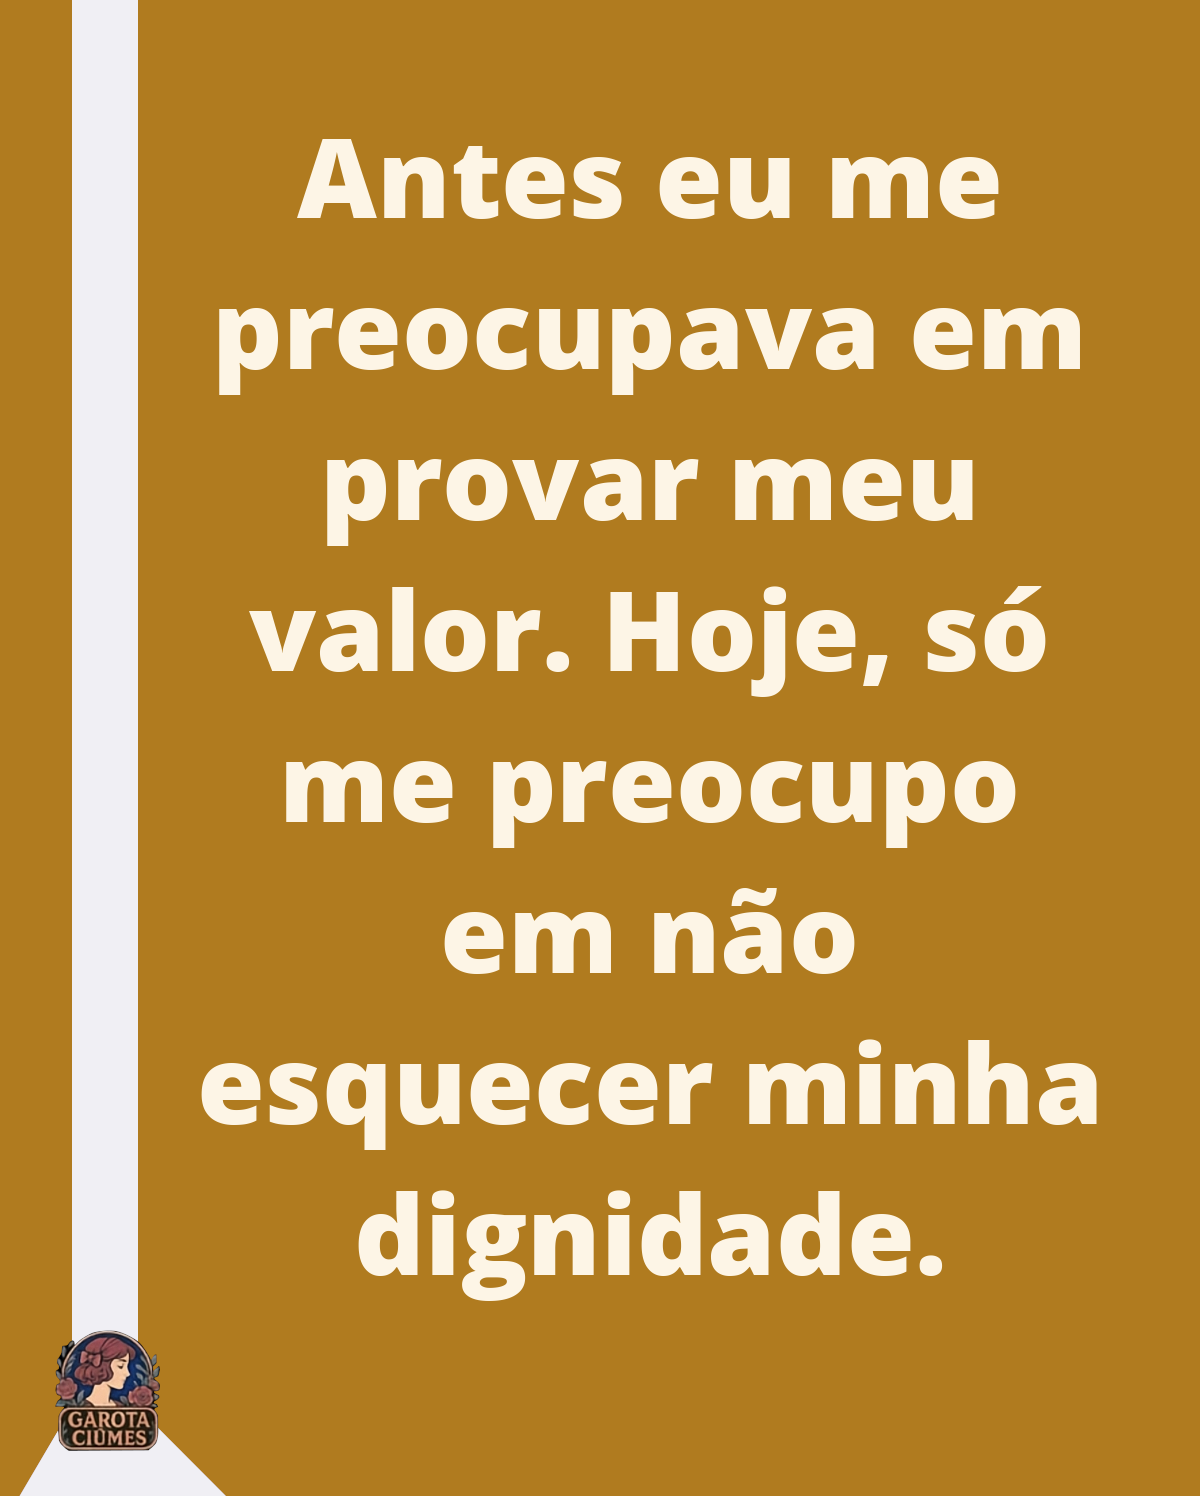 Antes eu me
preocupava em
provar meu
valor. Hoje, só
me preocupo
em não
esquecer minha
dignidade.
GAROTA
CIÚMES